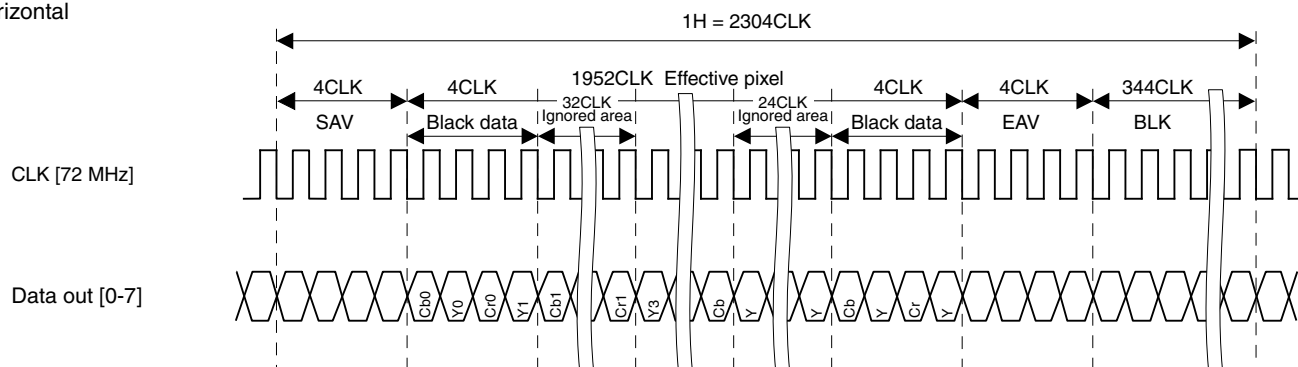 rizontal
1H = 2304CLK
4CLK
4CLK
1952CLK Effective pixel
4CLK
4CLK
344CLK
32CLK
24CLK
SAV
Black data
Ignored area
Ignored area
Black data
EAV
BLK
CLK [72 MHz]
Data out [0-7]
Cb0
Y0
Cr0
Y1
Cb1
Cr1
Y3
Cb
Y
Y
Cb
Y
Cr
Y